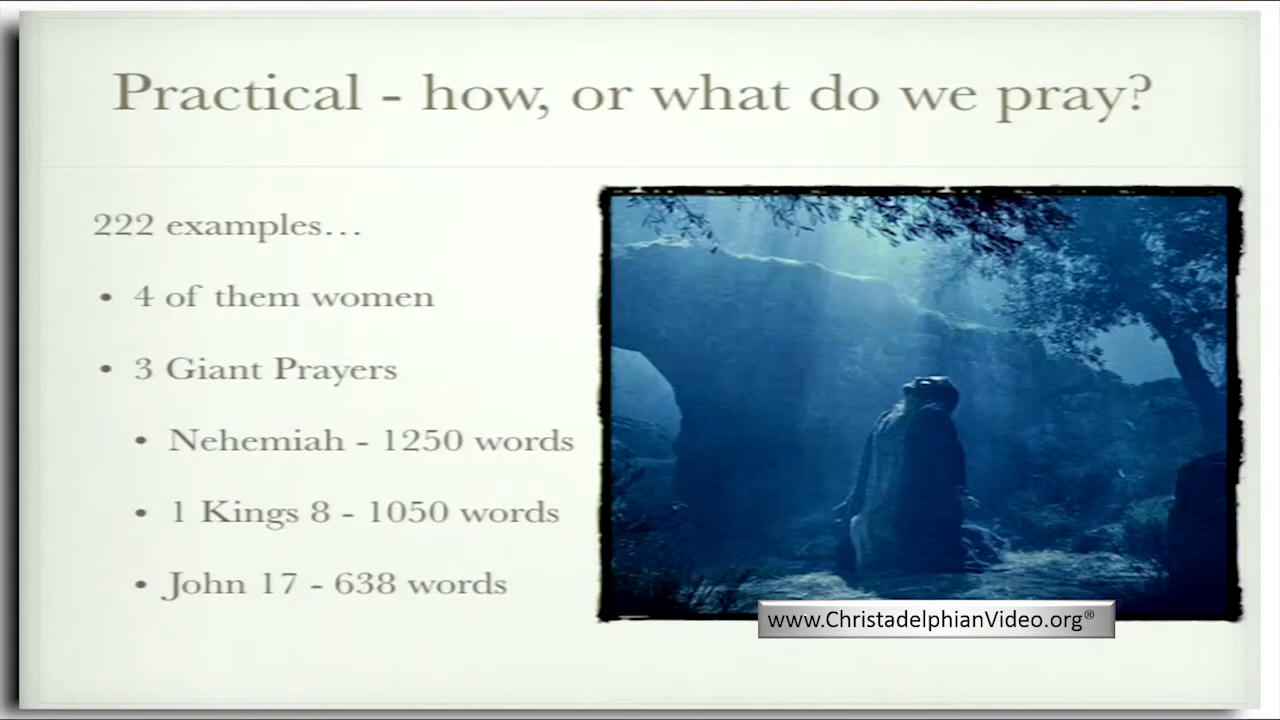 Practical - how, or what do we pray?
222 examples…
• 4 of them women
• 3 Giant Prayers
• Nehemiah - 1250 words
• 1 Kings 8 - 1050 words
• John 17 - 638 words
www.ChristadelphianVideo.org®